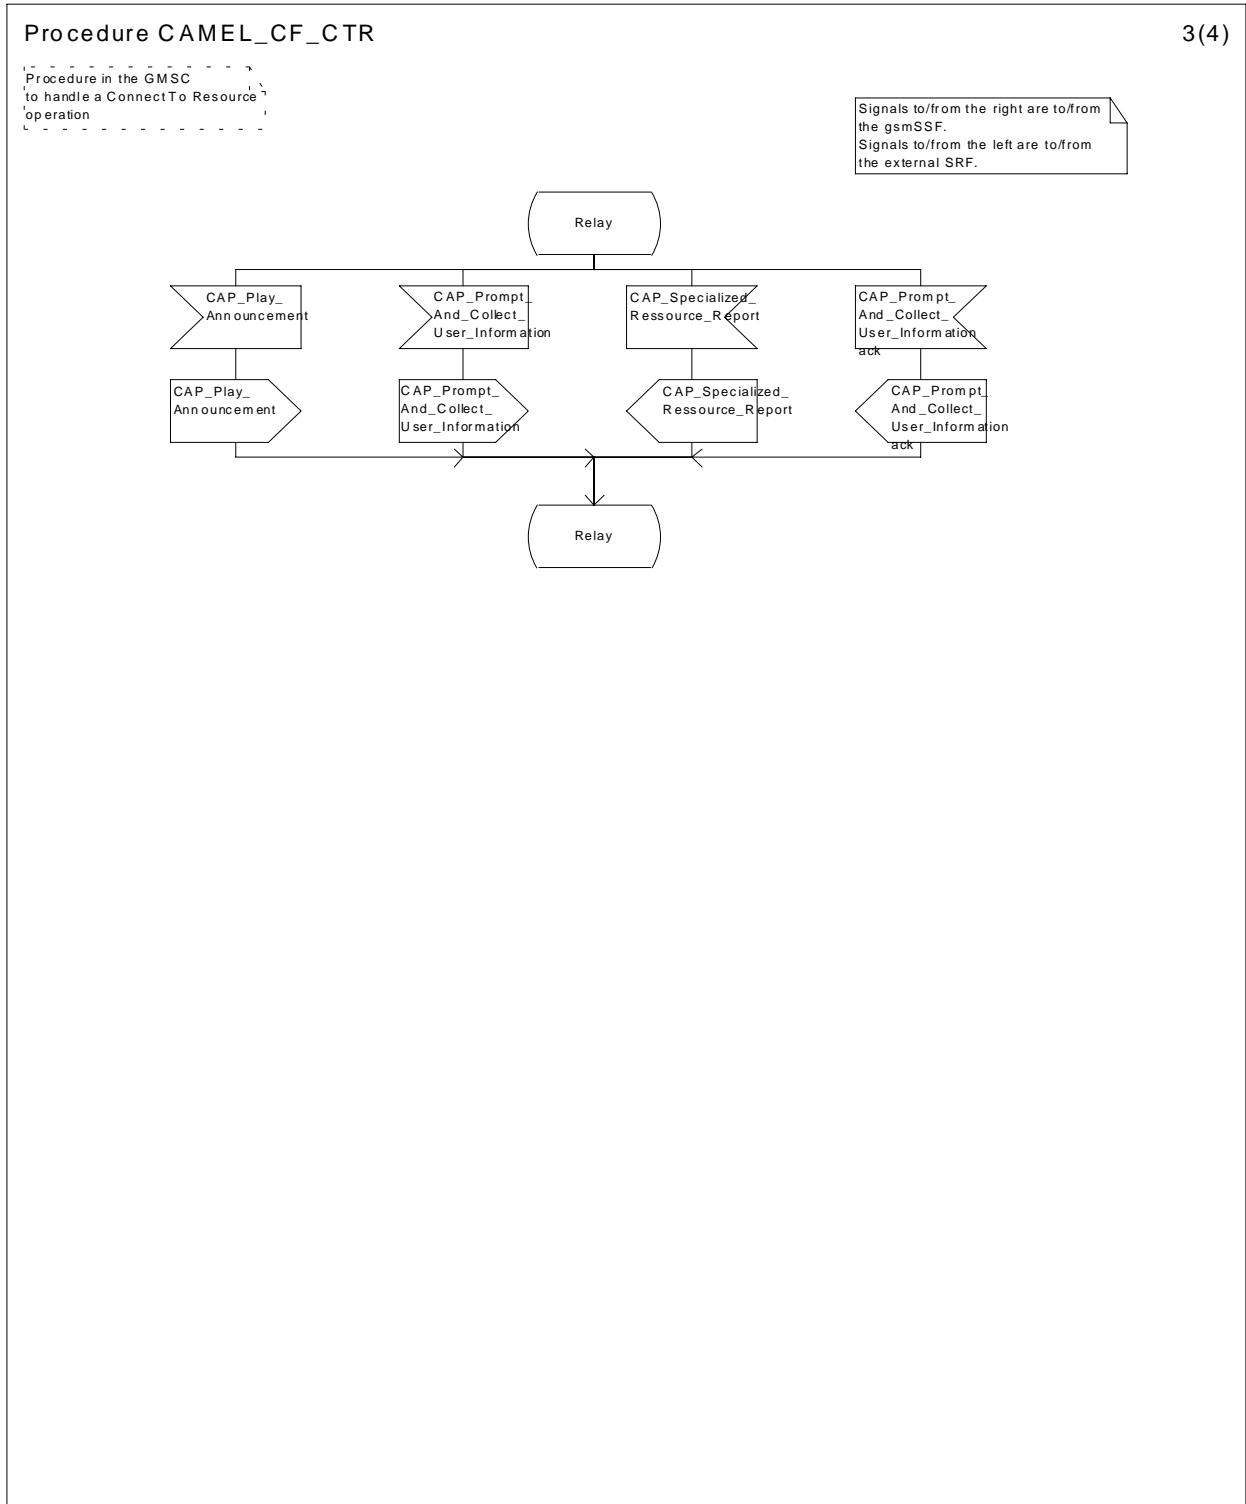 Procedure CAMEL_CF_CTR
3(4)
Procedure in the GMSC
to handle a Connect To Resource
operation
Signals to/from the right are to/from
the gsmSSF.
Signals to/from the left are to/from
the external SRF.
Relay
CAP_Play_
Announcement
CAP_Prompt_
And_Collect_
User_Information
CAP_Specialized_
Ressource_Report
CAP_Prompt_
And_Collect_
User_Information
ack
CAP_Play_
Announcement
CAP_Prompt_
And_Collect_
User_Information
CAP_Specialized_
Ressource_Report
CAP_Prompt_
And_Collect_
User_Information
ack
Relay